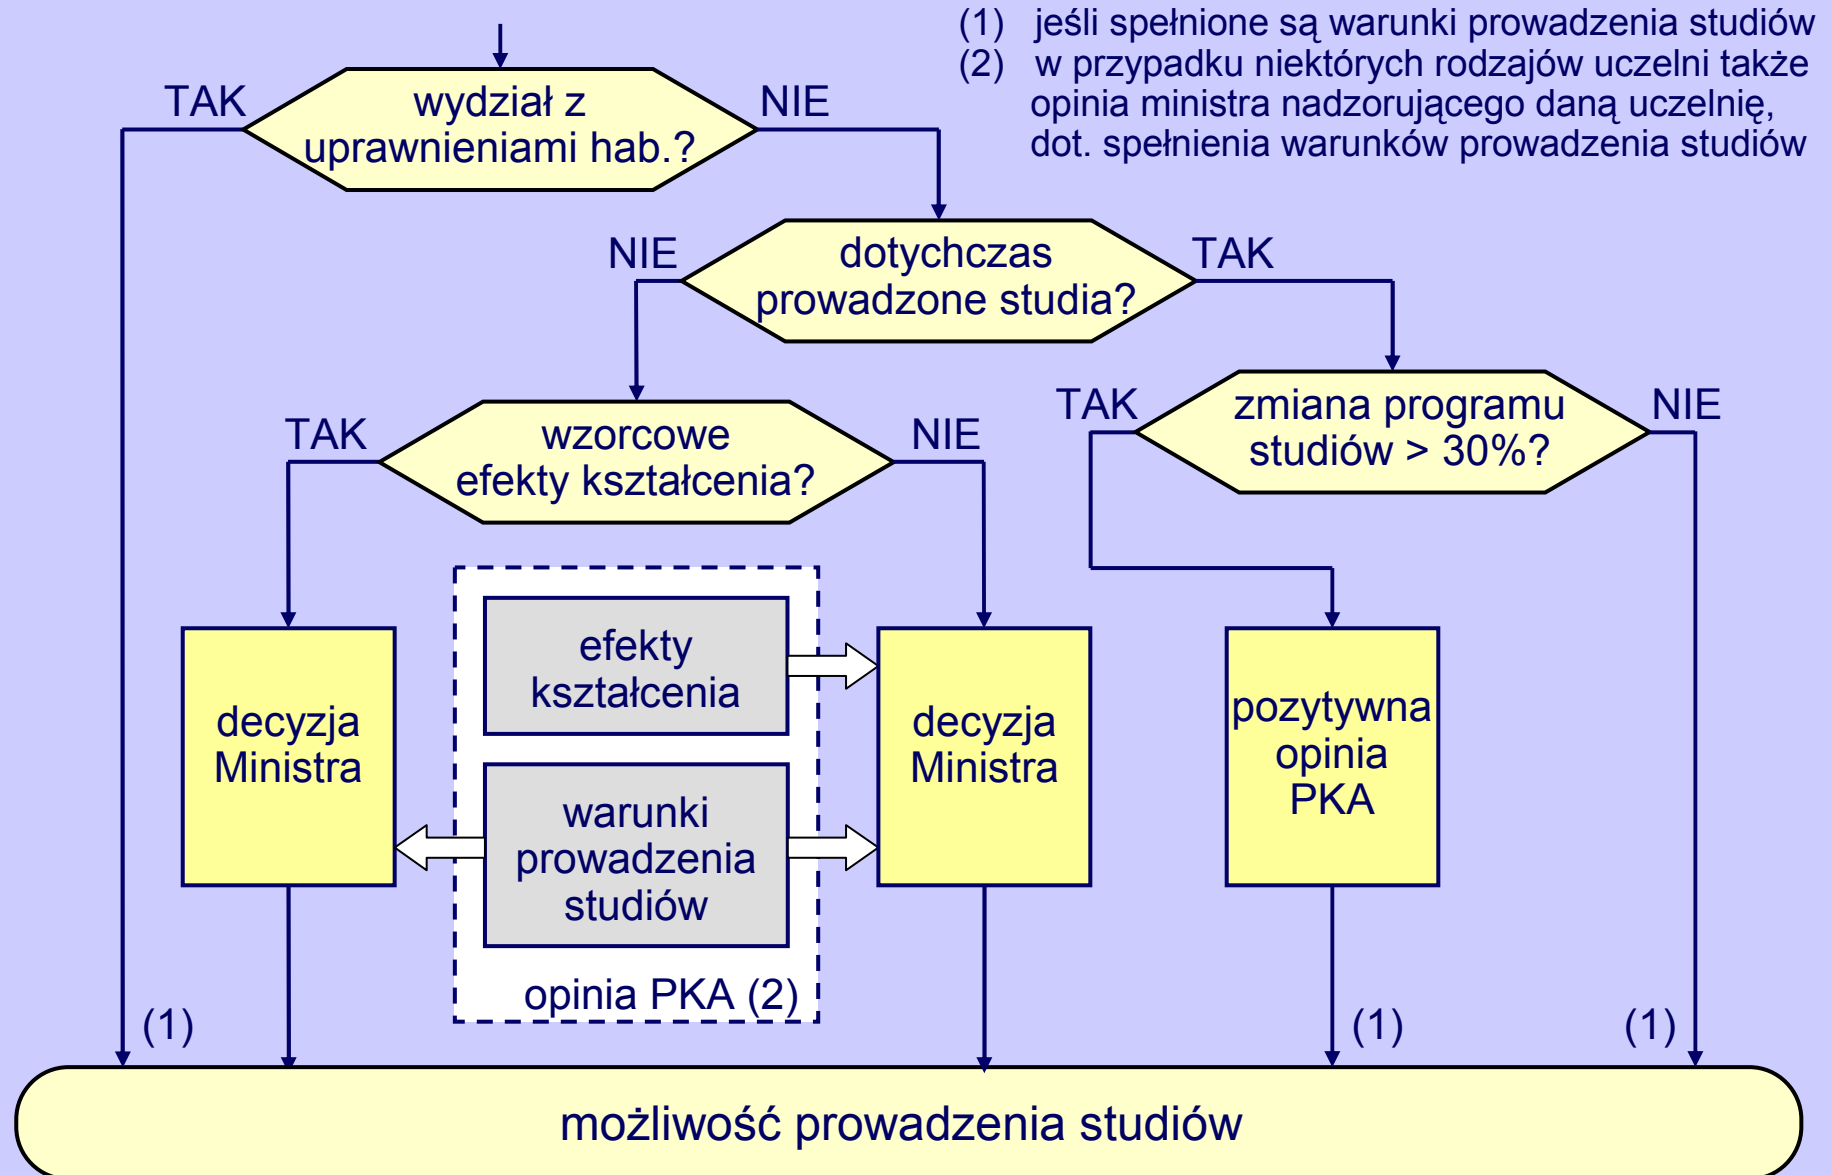 (1) jeśli spełnione są warunki prowadzenia studiów
(2) w przypadku niektórych rodzajów uczelni także
opinia ministra nadzorującego daną uczelnię,
dot. spełnienia warunków prowadzenia studiów
TAK
wydział z
uprawnieniami hab.?
NIE
NIE
dotychczas
prowadzone studia?
TAK
TAK
wzorcowe
efekty kształcenia?
NIE
TAK
zmiana programu
studiów > 30%?
NIE
decyzja
Ministra
efekty
kształcenia
warunki
prowadzenia
studiów
opinia PKA (2)
decyzja
Ministra
pozytywna
opinia
PKA
(1)
(1)
(1)
możliwość prowadzenia studiów